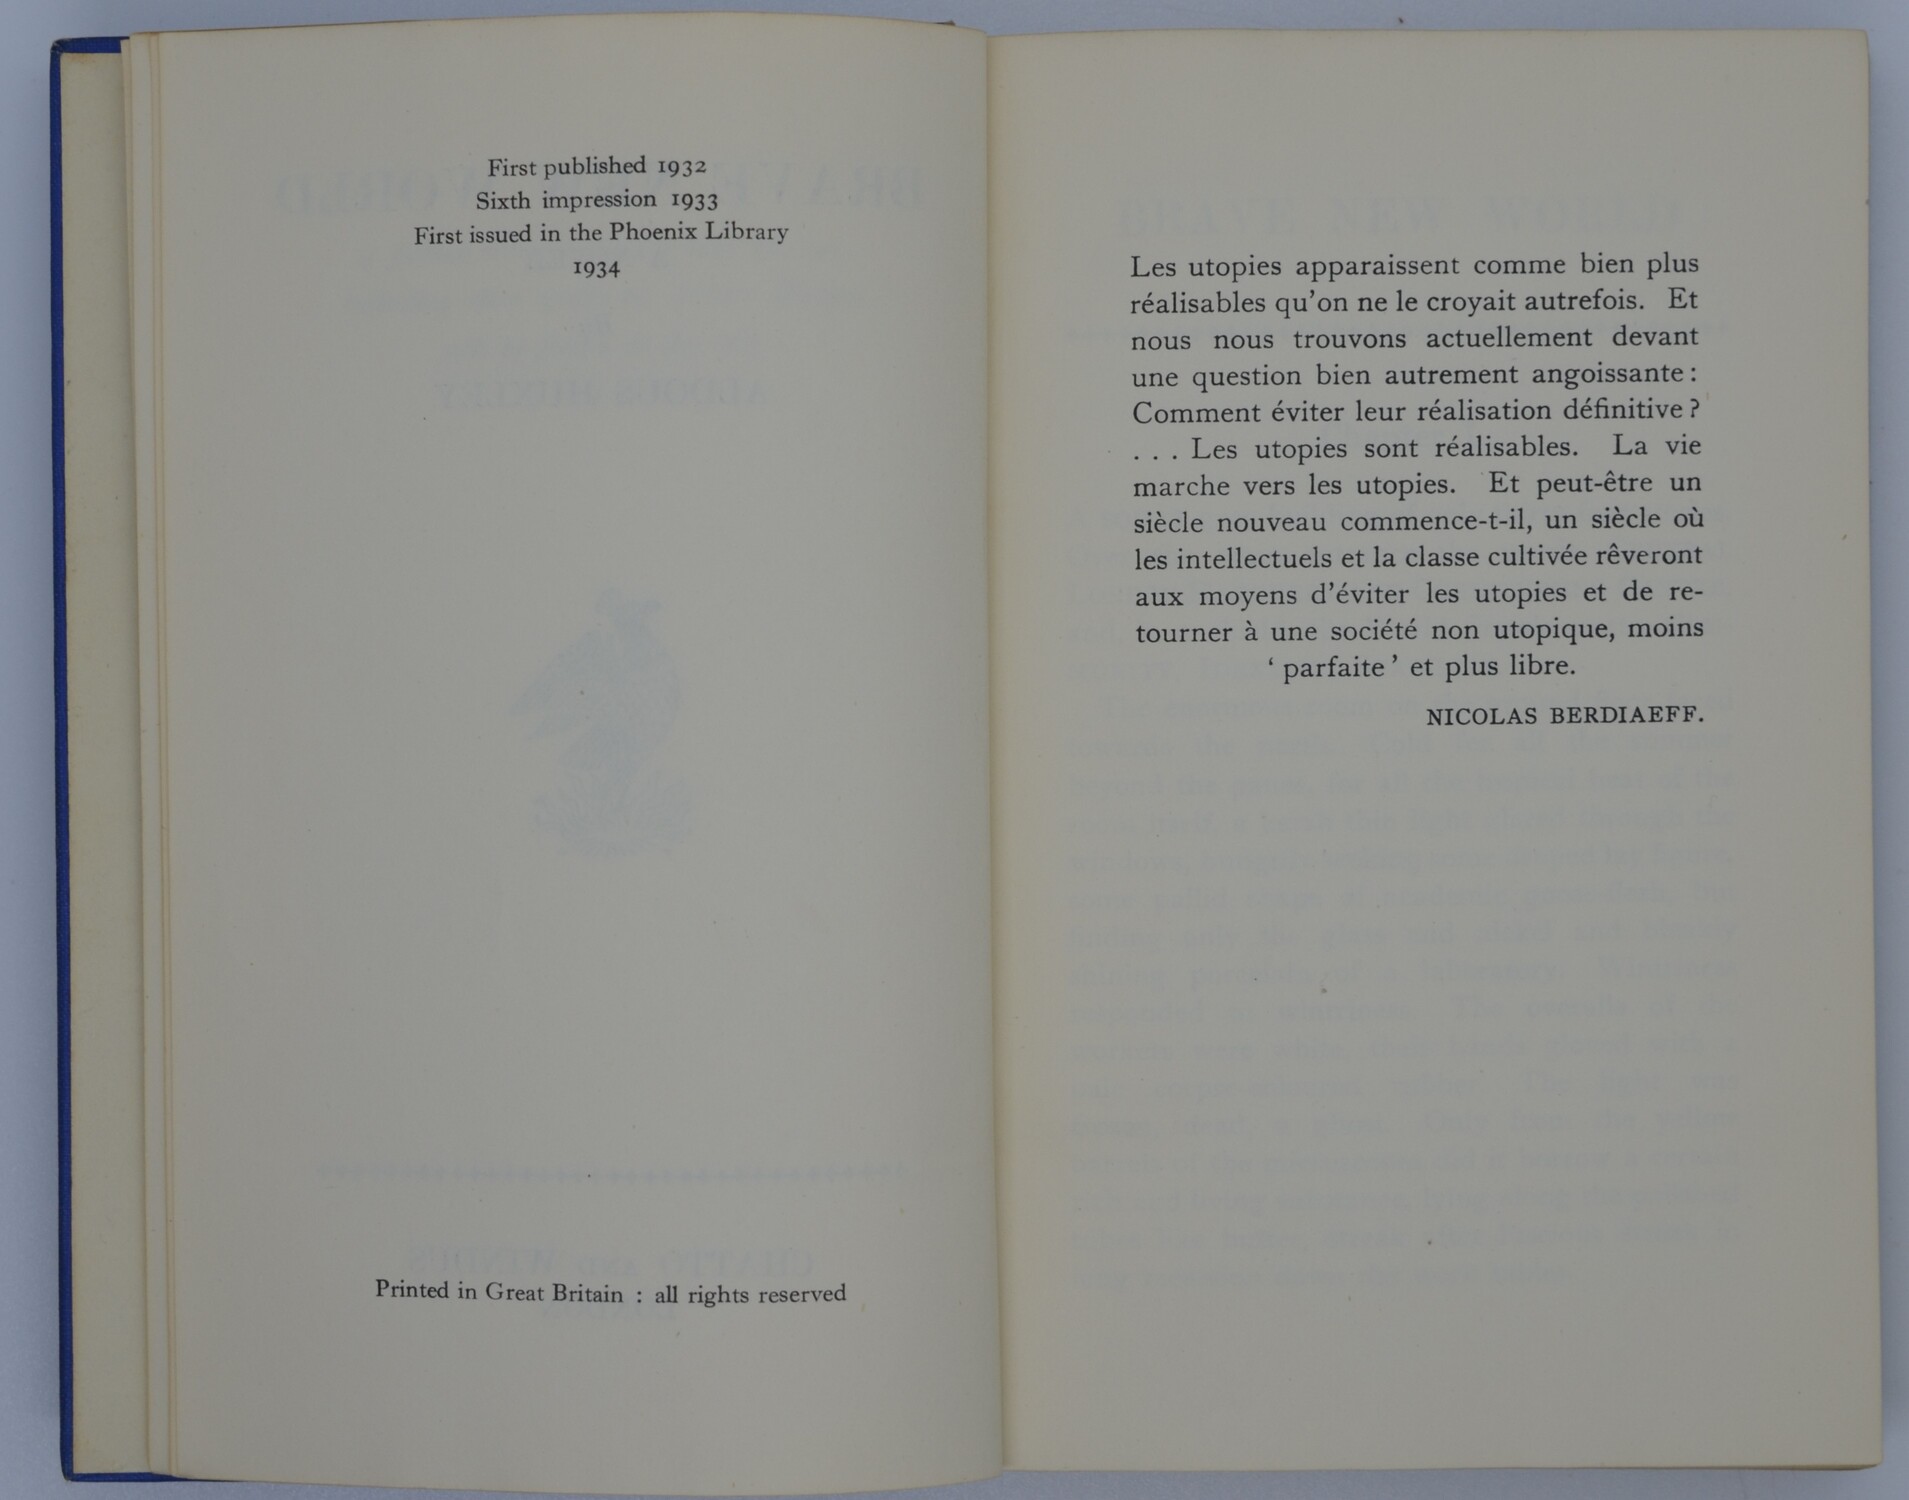 First published 1932
Sixth impression 1933
First issued in the Phoenix Library
1934
Printed in Great Britain : all rights reserved
Les utopies apparaissent comme bien plus
réalisables qu’on ne le croyait autrefois. Et
nous nous trouvons actuellement devant
une question bien autrement angoissante :
Comment éviter leur réalisation définitive ?
. . . Les utopies sont réalisables. La vie
marche vers les utopies. Et peut-être un
siècle nouveau commence-t-il, un siècle où
les intellectuels et la classe cultivée rêveront
aux moyens d’éviter les utopies et de re-
tourner à une société non utopique, moins
‘ parfaite ’ et plus libre.
NICOLAS BERDIAEFF.